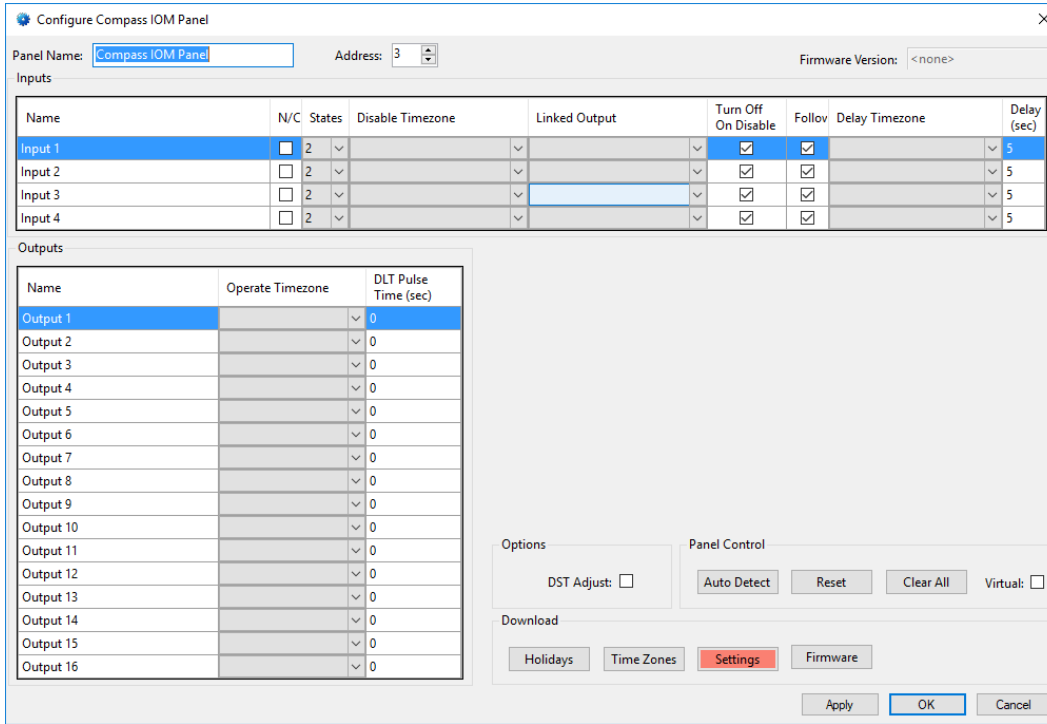 Configure Compass IOM Panel
Panel Name: Compass IOM Panel Address: 3 Firmware Version: <none>
Inputs
Name N/C States Disable Timezone Linked Output Turn Off On Disable Follov Delay Timezone Delay (sec)
Input 1 2 5
Input 2 2 5
Input 3 2 5
Input 4 2 5
Outputs
Name Operate Timezone DLT Pulse Time (sec)
Output 1 0
Output 2 0
Output 3 0
Output 4 0
Output 5 0
Output 6 0
Output 7 0
Output 8 0
Output 9 0
Output 10 0
Output 11 0
Output 12 0
Output 13 0
Output 14 0
Output 15 0
Output 16 0
Options
DST Adjust:
Panel Control
Auto Detect Reset Clear All Virtual:
Download
Holidays Time Zones Settings Firmware
Apply OK Cancel